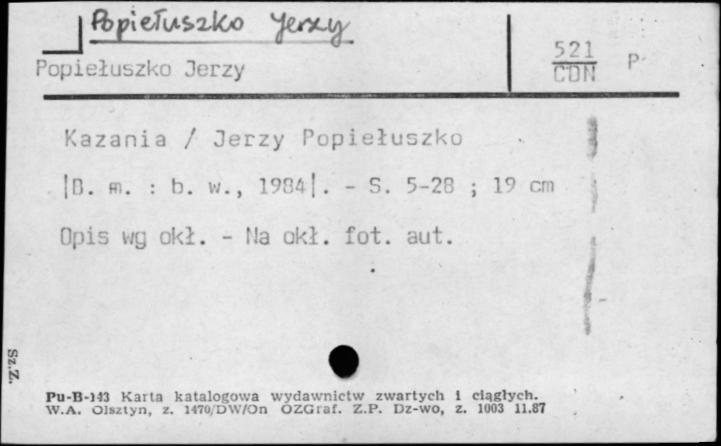 Popiełuszko Jerzy
521
CDN
P
Popiełuszko Jerzy
Kazania / Jerzy Popiełuszko
|B. m. : b. w., 1984|. - S. 5-28 ; 19 cm
Opis wg okł. - Na okł. fot. aut.
Sz.Z.
Pu-B-143 Karta katalogowa wydawnictw zwartych i ciągłych.
W.A. Olsztyn, z. 1470/DW/On OZGraf. Z.P. Dz-wo, z. 1003 11.87